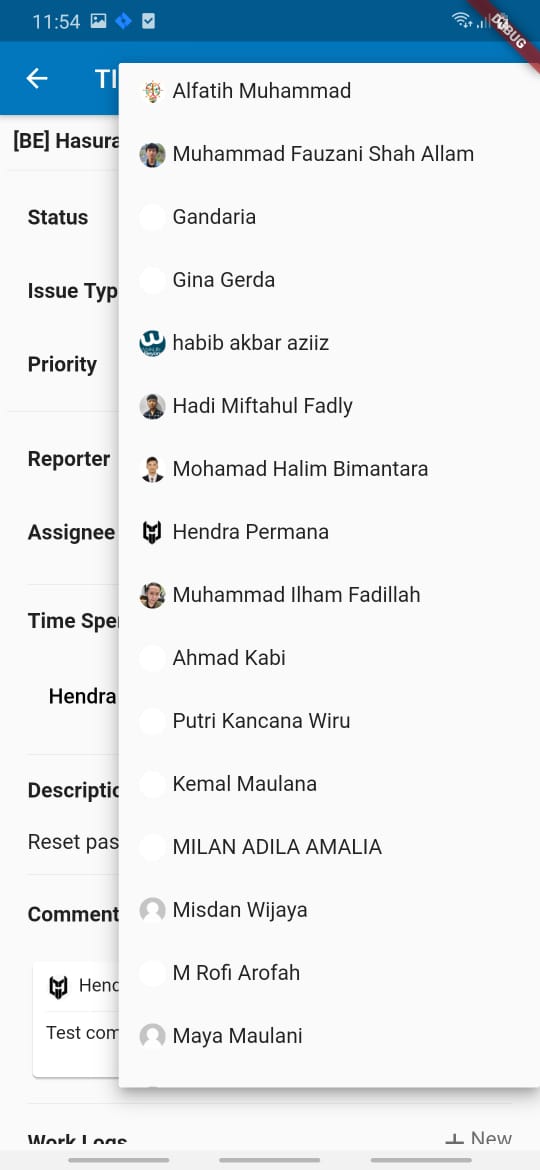 11:54
DEBUG
TI
Alfatih Muhammad
[BE] Hasura
Muhammad Fauzani Shah Allam
Status
Gandaria
Issue Typ
Gina Gerda
habib akbar aziiz
Priority
Hadi Miftahul Fadly
Reporter
Mohamad Halim Bimantara
Assignee
Hendra Permana
Time Spe
Muhammad Ilham Fadillah
Ahmad Kabi
Hendra
Putri Kancana Wiru
Descriptic
Kemal Maulana
Reset pas
MILAN ADILA AMALIA
Comment
Misdan Wijaya
M Rofi Arofah
Hend
Test com
Maya Maulani
Work Logs
+ New